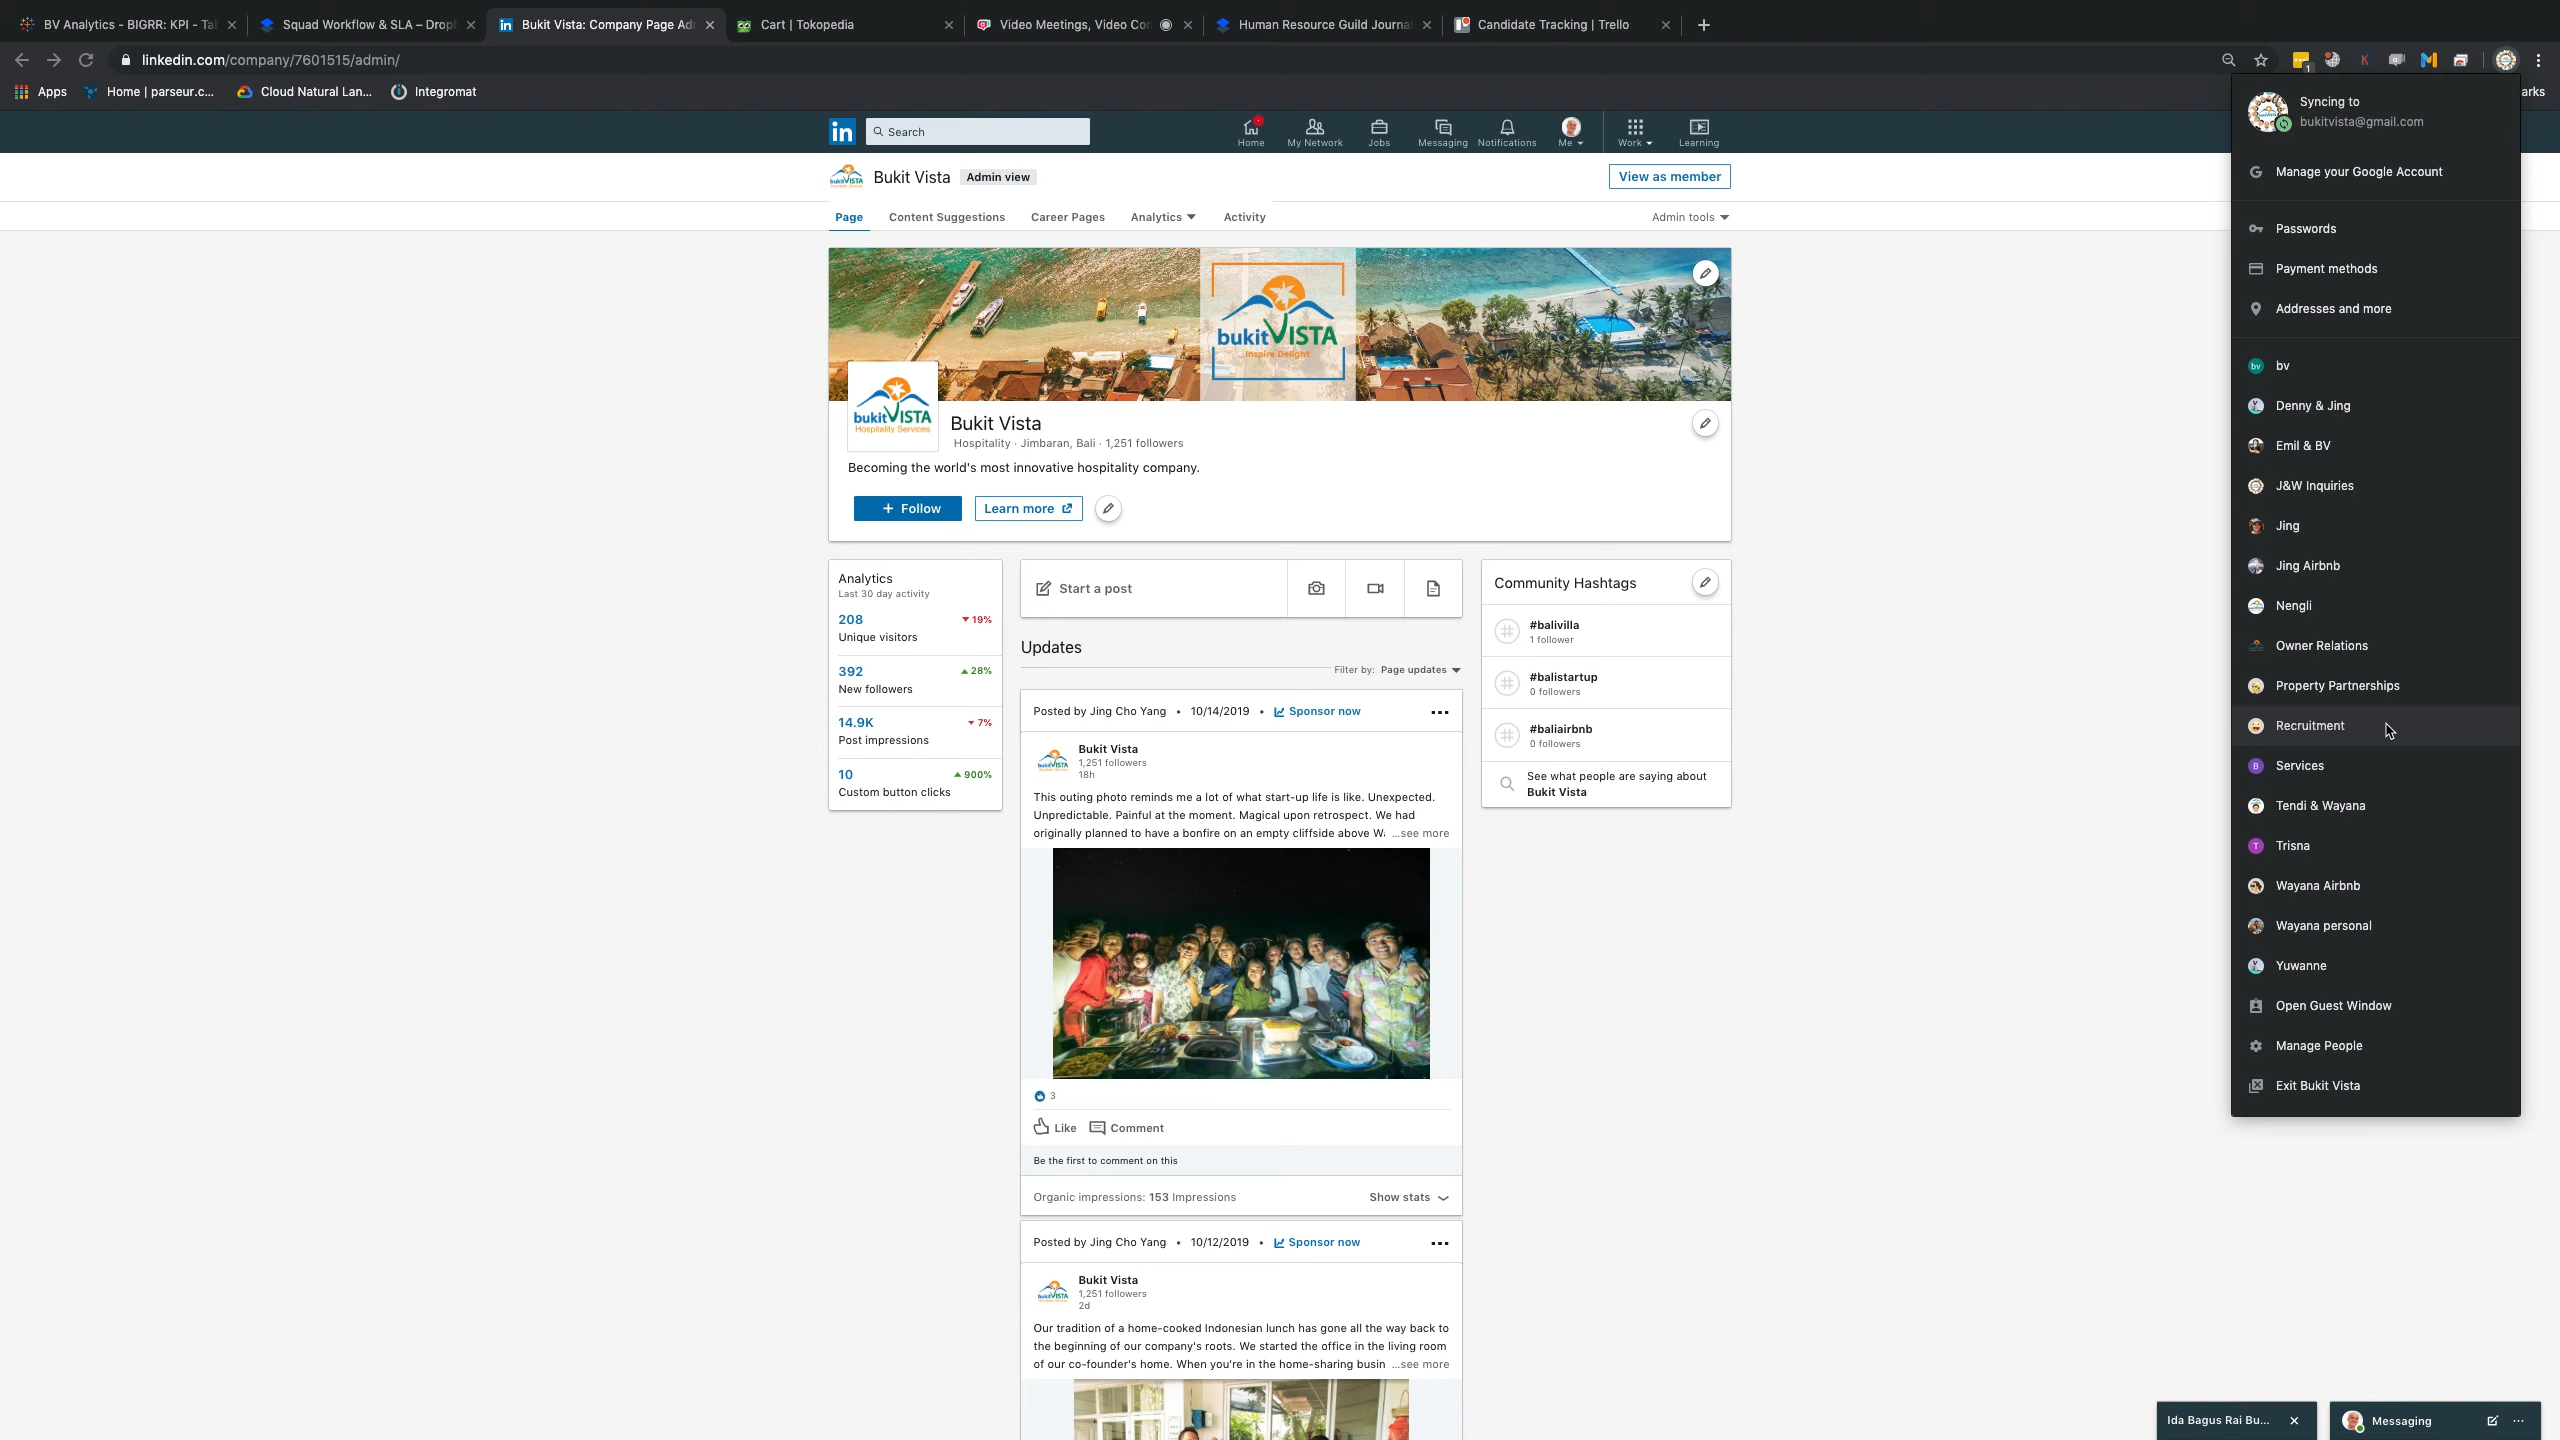 BV Analytics - BIGRR: KPI - Ta
Squad Workflow & SLA – Drop
Bukit Vista: Company Page Ad
Cart | Tokopedia
Video Meetings, Video Con
Human Resource Guild Journa
Candidate Tracking | Trello
linkedin.com/company/7601515/admin/
Apps
Home | parseur.c...
Cloud Natural Lan...
Integromat
arks
in
Search
Home
My Network
Jobs
Messaging
Notifications
Me
Work
Learning
Bukit Vista
Admin view
View as member
Page
Content Suggestions
Career Pages
Analytics
Activity
Admin tools
bukitVISTA
Inspire Delight
bukitVISTA
Hospitality Services
Bukit Vista
Hospitality · Jimbaran, Bali · 1,251 followers
Becoming the world's most innovative hospitality company.
+ Follow
Learn more
Analytics
Last 30 day activity
208
19%
Unique visitors
392
28%
New followers
14.9K
7%
Post impressions
10
900%
Custom button clicks
Start a post
Updates
Filter by: Page updates
Posted by Jing Cho Yang • 10/14/2019 • Sponsor now
Bukit Vista
1,251 followers
18h
This outing photo reminds me a lot of what start-up life is like. Unexpected.
Unpredictable. Painful at the moment. Magical upon retrospect. We had
originally planned to have a bonfire on an empty cliffside above W. ...see more
3
Like
Comment
Be the first to comment on this
Organic impressions: 153 Impressions
Show stats
Posted by Jing Cho Yang • 10/12/2019 • Sponsor now
Bukit Vista
1,251 followers
2d
Our tradition of a home-cooked Indonesian lunch has gone all the way back to
the beginning of our company's roots. We started the office in the living room
of our co-founder's home. When you're in the home-sharing busin ...see more
Community Hashtags
#balivilla
1 follower
#balistartup
0 followers
#baliairbnb
0 followers
See what people are saying about
Bukit Vista
Syncing to
bukitvista@gmail.com
Manage your Google Account
Passwords
Payment methods
Addresses and more
bv
Denny & Jing
Emil & BV
J&W Inquiries
Jing
Jing Airbnb
Nengli
Owner Relations
Property Partnerships
Recruitment
Services
Tendi & Wayana
Trisna
Wayana Airbnb
Wayana personal
Yuwanne
Open Guest Window
Manage People
Exit Bukit Vista
Ida Bagus Rai Bu...
Messaging